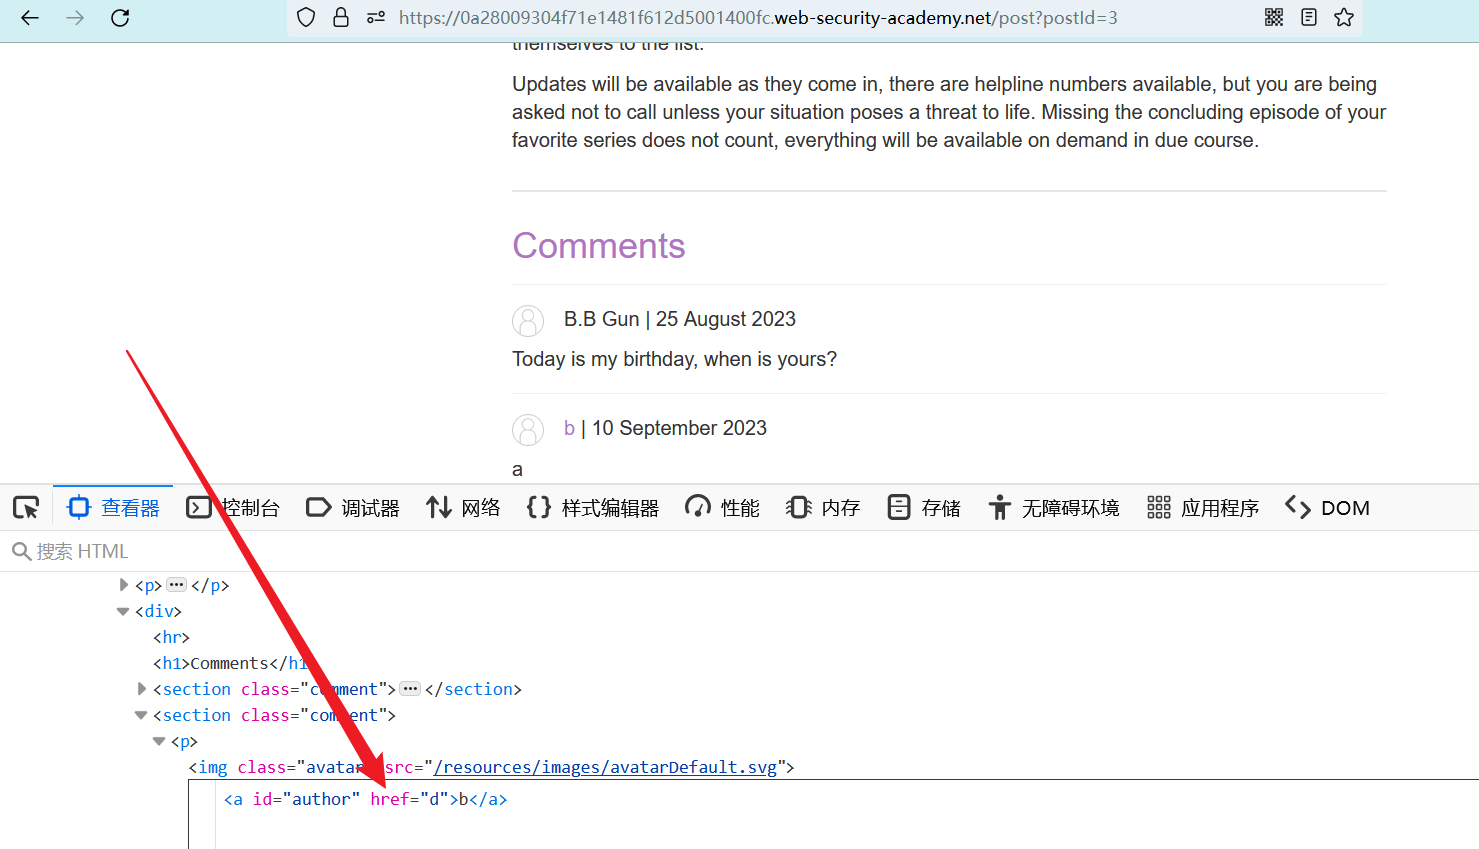 https://0a28009304f71e1481f612d5001400fc.web-security-academy.net/post?postId=3
themselves to the list.
Updates will be available as they come in, there are helpline numbers available, but you are being
asked not to call unless your situation poses a threat to life. Missing the concluding episode of your
favorite series does not count, everything will be available on demand in due course.
Comments
B.B Gun | 25 August 2023
Today is my birthday, when is yours?
b | 10 September 2023
a
查看器 控制台 调试器 网络 样式编辑器 性能 内存 存储 无障碍环境 应用程序 DOM
搜索 HTML
<p>•••</p>
<div>
<hr>
<h1>Comments</h1
<section class="comment">•••</section>
<section class="comment">
<p>
<img class="avatar" src="/resources/images/avatarDefault.svg">
<a id="author" href="d">b</a>